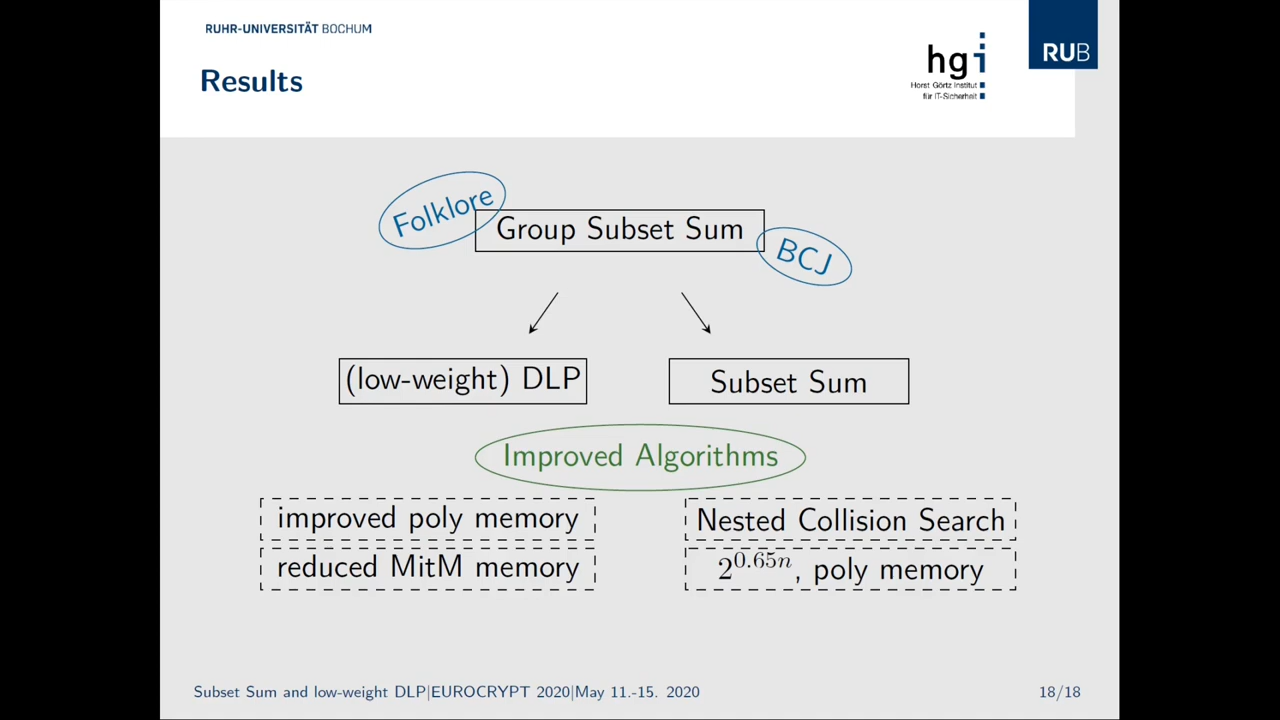 RUHR-UNIVERSITÄT BOCHUM
Results
hgi
Horst Görtz Institut
für IT-Sicherheit
RUB
Folklore
Group Subset Sum
BCJ
(low-weight) DLP
Subset Sum
Improved Algorithms
improved poly memory
Nested Collision Search
reduced MitM memory
2^{0.65n}, poly memory
Subset Sum and low-weight DLP|EUROCRYPT 2020|May 11.-15. 2020
18/18